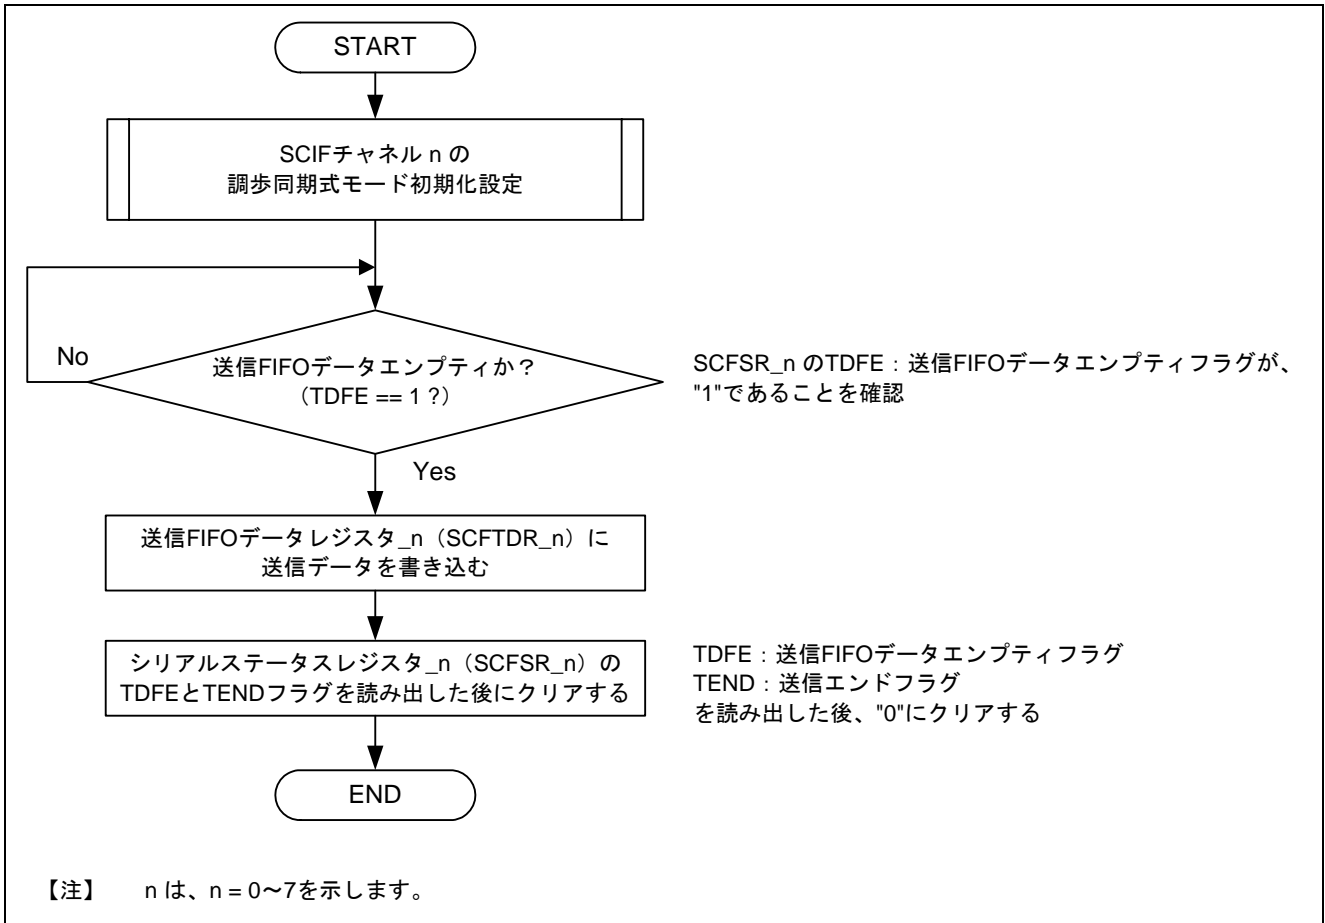 START
SCIFチャネル n の
調歩同期式モード初期化設定
No
送信FIFOデータエンプティか？
（TDFE == 1 ?）
SCFSR_n のTDFE：送信FIFOデータエンプティフラグが、
"1"であることを確認
Yes
送信FIFOデータレジスタ_n（SCFTDR_n）に
送信データを書き込む
シリアルステータスレジスタ_n（SCFSR_n）の
TDFEとTENDフラグを読み出した後にクリアする
TDFE：送信FIFOデータエンプティフラグ
TEND：送信エンドフラグ
を読み出した後、"0"にクリアする
END
【注】 n は、n = 0～7を示します。